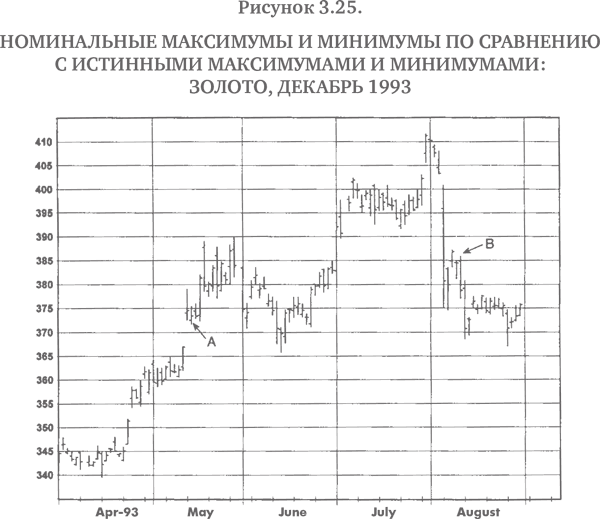 Рисунок 3.25.
НОМИНАЛЬНЫЕ МАКСИМУМЫ И МИНИМУМЫ ПО СРАВНЕНИЮ
С ИСТИННЫМИ МАКСИМУМАМИ И МИНИМУМАМИ:
ЗОЛОТО, ДЕКАБРЬ 1993
410
405
400
395
390
385
380
375
370
365
360
355
350
345
340
B
A
Apr-93 May June July August